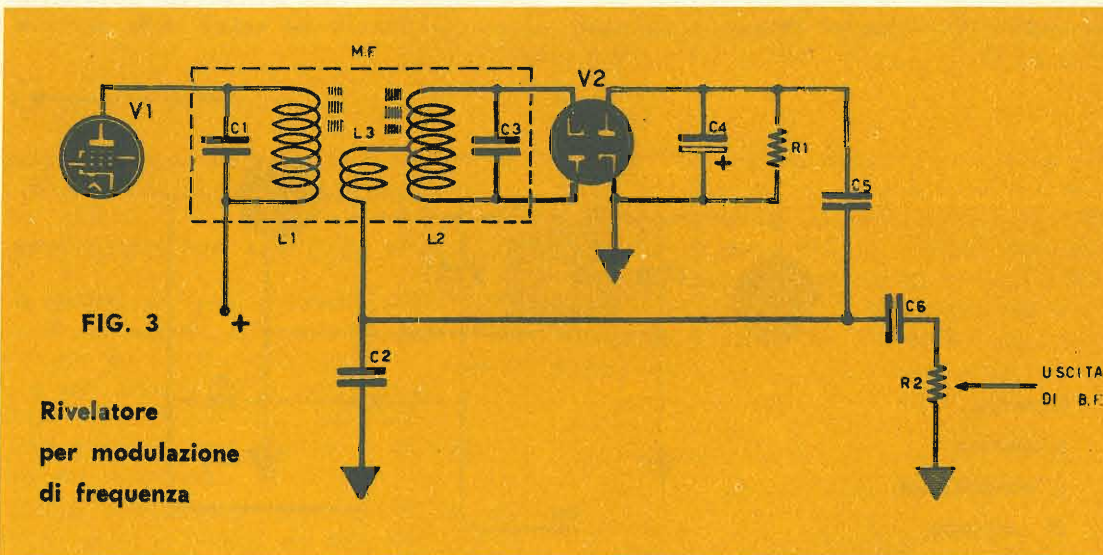 M.F.
V1
C1
L3
C3
V2
C4
+
R1
C5
L1
L2
FIG. 3
+
C2
C6
R2
USCITA
DI B.F.
Rivelatore
per modulazione
di frequenza